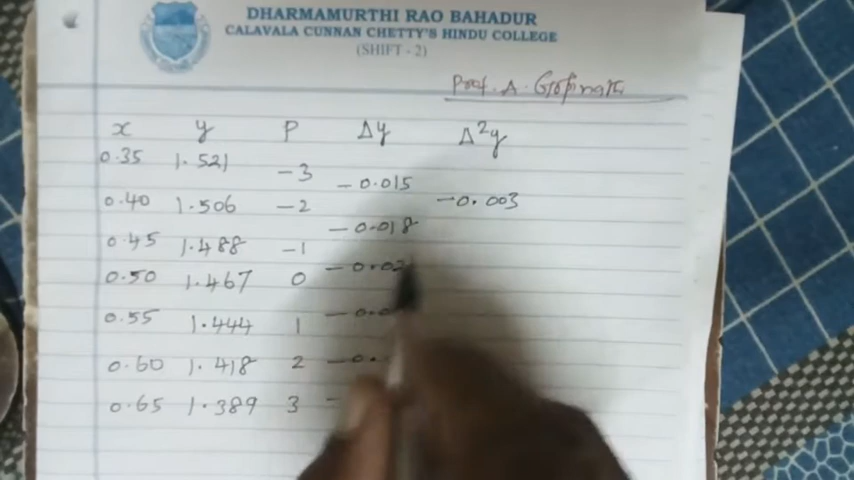 DHARMAMURTHI RAO BAHADUR
CALAVALA CUNNAN CHETTY'S HINDU COLLEGE
(SHIFT - 2)
Prof. A. Gopinath
x y P Δy Δ²y
0.35 1.521 -3
-0.015
0.40 1.506 -2 -0.003
-0.018
0.45 1.488 -1
0.50 1.467 0
0.55 1.444 1
0.60 1.418 2
0.65 1.389 3